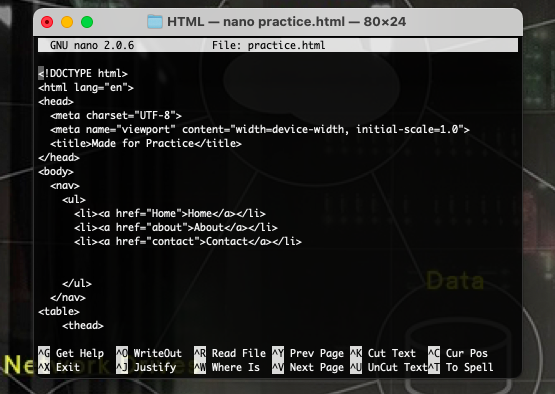 HTML — nano practice.html — 80×24
GNU nano 2.0.6 File: practice.html
<!DOCTYPE html>
<html lang="en">
<head>
<meta charset="UTF-8">
<meta name="viewport" content="width=device-width, initial-scale=1.0">
<title>Made for Practice</title>
</head>
<body>
<nav>
<ul>
<li><a href="Home">Home</a></li>
<li><a href="about">About</a></li>
<li><a href="contact">Contact</a></li>
</ul>
</nav>
<table>
<thead>
Data
^G Get Help ^O WriteOut ^R Read File ^Y Prev Page ^K Cut Text ^C Cur Pos
^X Exit ^J Justify ^W Where Is ^V Next Page ^U UnCut Text^T To Spell